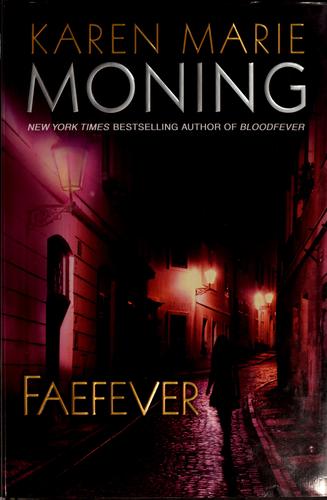 KAREN MARIE
MONING
NEW YORK TIMES BESTSELLING AUTHOR OF BLOODFEVER
FAEFEVER